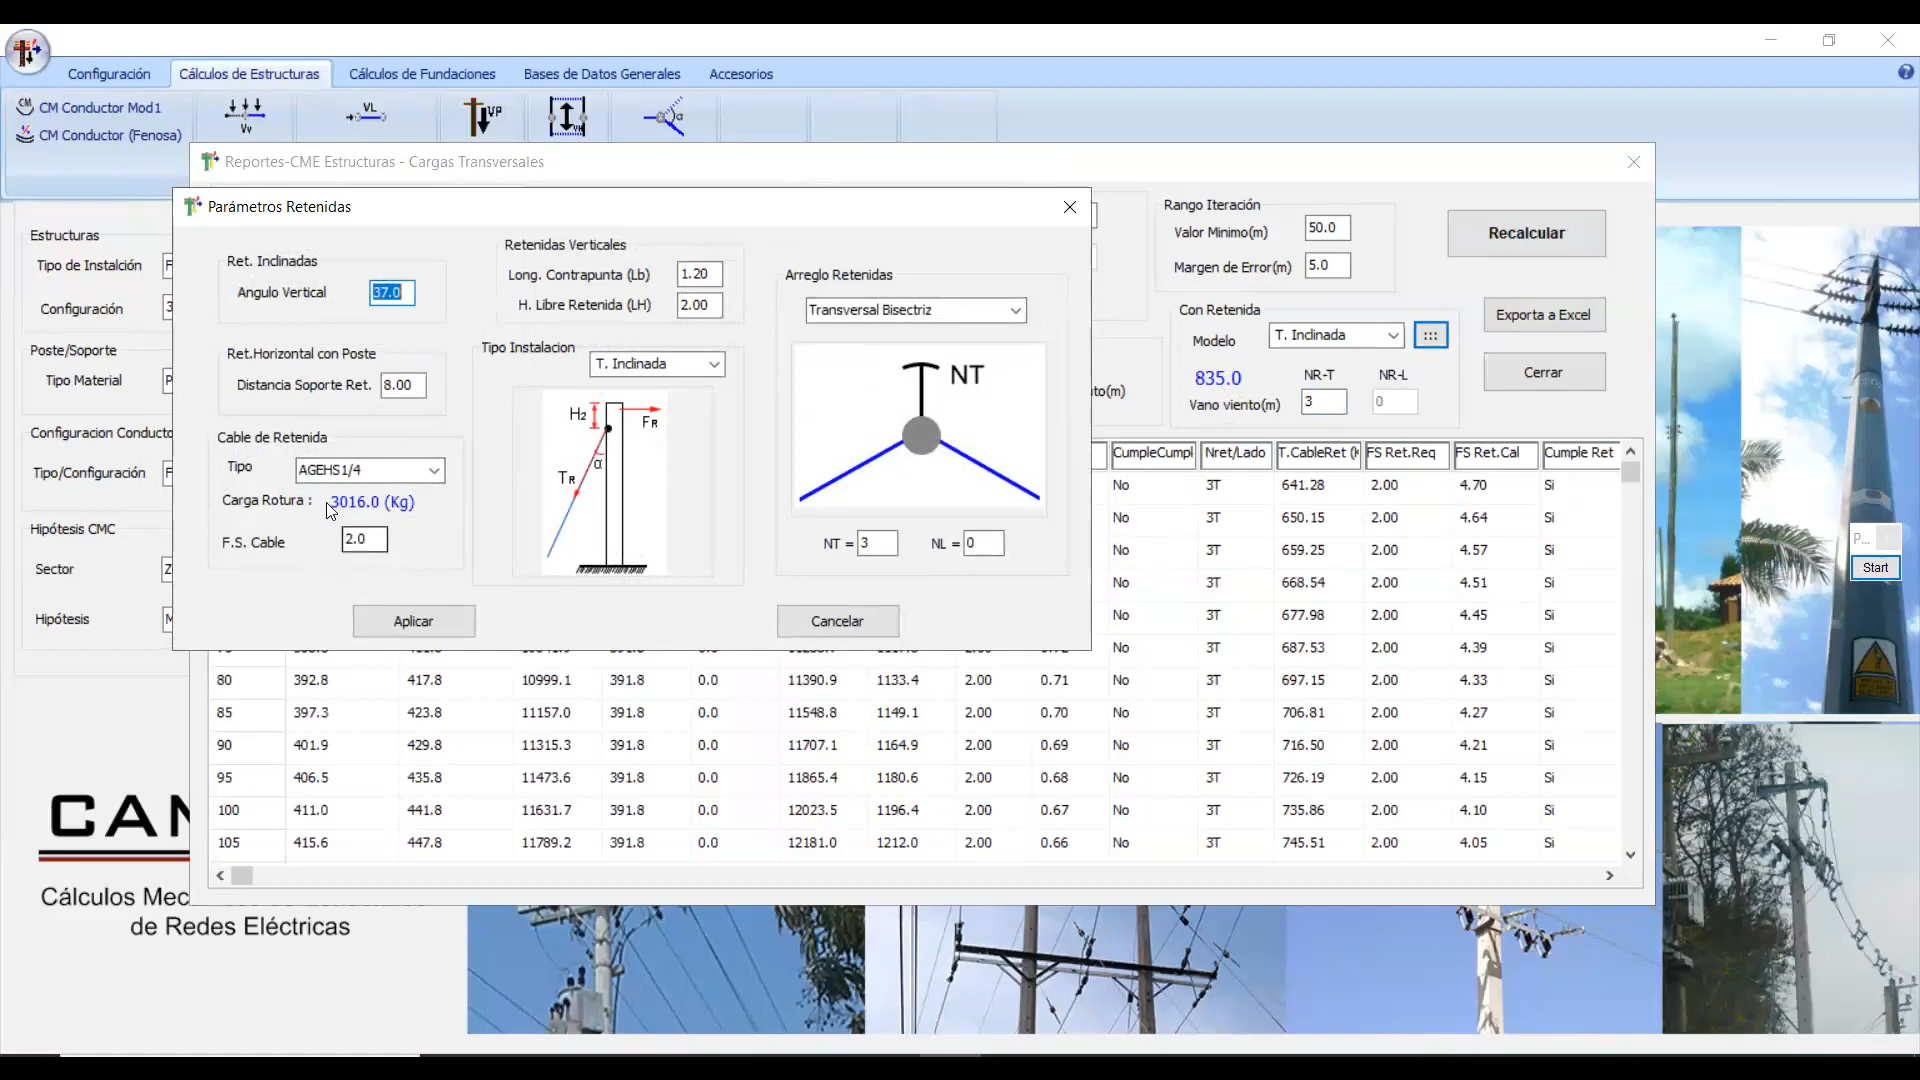 Configuración
Cálculos de Estructuras
Cálculos de Fundaciones
Bases de Datos Generales
Accesorios
CM Conductor Mod1
CM Conductor (Fenosa)
Vv
VL
VP
α
Reportes-CME Estructuras - Cargas Transversales
Parámetros Retenidas
Estructuras
Tipo de Instalción
Configuración
Poste/Soporte
Tipo Material
Configuracion Conducto
Tipo/Configuración
Hipótesis CMC
Sector
Hipótesis
Ret. Inclinadas
Angulo Vertical
37.0
Ret.Horizontal con Poste
Distancia Soporte Ret.
8.00
Cable de Retenida
Tipo
AGEHS1/4
Carga Rotura :
3016.0 (Kg)
F.S. Cable
2.0
Retenidas Verticales
Long. Contrapunta (Lb)
1.20
H. Libre Retenida (LH)
2.00
Tipo Instalacion
T. Inclinada
H2
FR
α
TR
Arreglo Retenidas
Transversal Bisectriz
NT
NT = 3
NL = 0
Aplicar
Cancelar
Rango Iteración
Valor Minimo(m)
50.0
Margen de Error(m)
5.0
Con Retenida
Modelo
T. Inclinada
835.0
NR-T
NR-L
Vano viento(m)
3
0
Recalcular
Exporta a Excel
Cerrar
to(m)
P...
Start
CumpleCumpl Nret/Lado T.CableRet (K FS Ret.Req FS Ret.Cal Cumple Ret
No 3T 641.28 2.00 4.70 Si
No 3T 650.15 2.00 4.64 Si
No 3T 659.25 2.00 4.57 Si
No 3T 668.54 2.00 4.51 Si
No 3T 677.98 2.00 4.45 Si
No 3T 687.53 2.00 4.39 Si
80 392.8 417.8 10999.1 391.8 0.0 11390.9 1133.4 2.00 0.71 No 3T 697.15 2.00 4.33 Si
85 397.3 423.8 11157.0 391.8 0.0 11548.8 1149.1 2.00 0.70 No 3T 706.81 2.00 4.27 Si
90 401.9 429.8 11315.3 391.8 0.0 11707.1 1164.9 2.00 0.69 No 3T 716.50 2.00 4.21 Si
95 406.5 435.8 11473.6 391.8 0.0 11865.4 1180.6 2.00 0.68 No 3T 726.19 2.00 4.15 Si
100 411.0 441.8 11631.7 391.8 0.0 12023.5 1196.4 2.00 0.67 No 3T 735.86 2.00 4.10 Si
105 415.6 447.8 11789.2 391.8 0.0 12181.0 1212.0 2.00 0.66 No 3T 745.51 2.00 4.05 Si
CAN
Cálculos Mec
de Redes Eléctricas